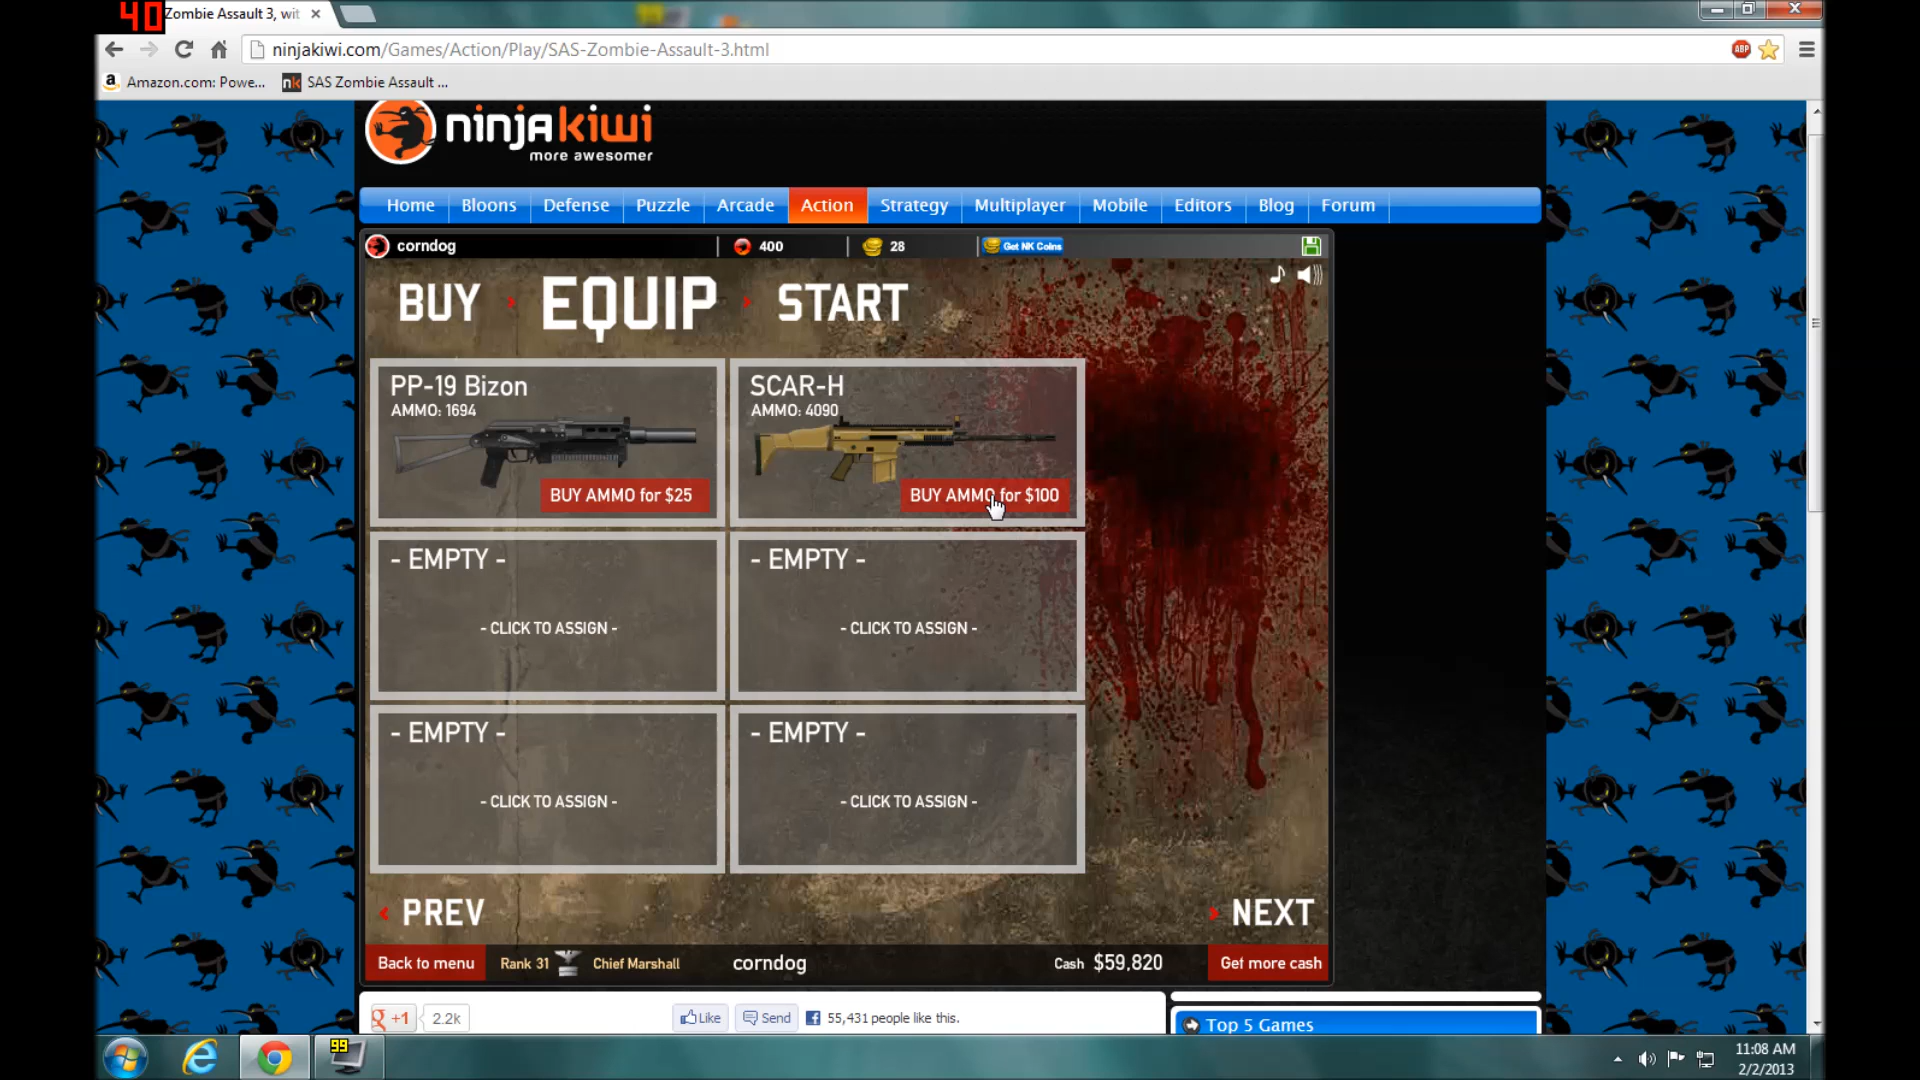 40
Zombie Assault 3, wit
ninjakiwi.com/Games/Action/Play/SAS-Zombie-Assault-3.html
ABP
Amazon.com: Powe... SAS Zombie Assault ...
nk
ninjakiwi
more awesomer
Home Bloons Defense Puzzle Arcade Action Strategy Multiplayer Mobile Editors Blog Forum
corndog 400 28 Get NK Coins
BUY EQUIP START
PP-19 Bizon
AMMO: 1694
BUY AMMO for $25
SCAR-H
AMMO: 4090
BUY AMMO for $100
- EMPTY -
- CLICK TO ASSIGN -
- EMPTY -
- CLICK TO ASSIGN -
- EMPTY -
- CLICK TO ASSIGN -
- EMPTY -
- CLICK TO ASSIGN -
PREV NEXT
Back to menu Rank 31 Chief Marshall corndog Cash $59,820 Get more cash
+1 2.2k Like Send 55,431 people like this.
Top 5 Games
99
11:08 AM
2/2/2013